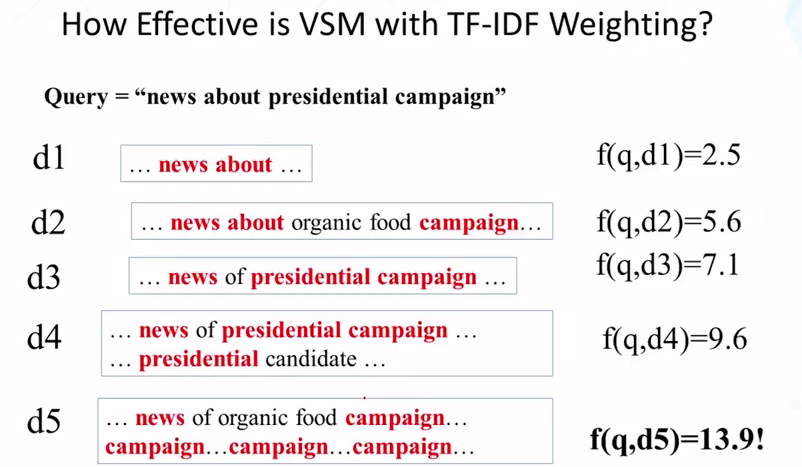 How Effective is VSM with TF-IDF Weighting?
Query = “news about presidential campaign”
d1 … news about … f(q,d1)=2.5
d2 … news about organic food campaign… f(q,d2)=5.6
d3 … news of presidential campaign … f(q,d3)=7.1
d4 … news of presidential campaign … f(q,d4)=9.6
… presidential candidate …
d5 … news of organic food campaign…
campaign…campaign…campaign… f(q,d5)=13.9!